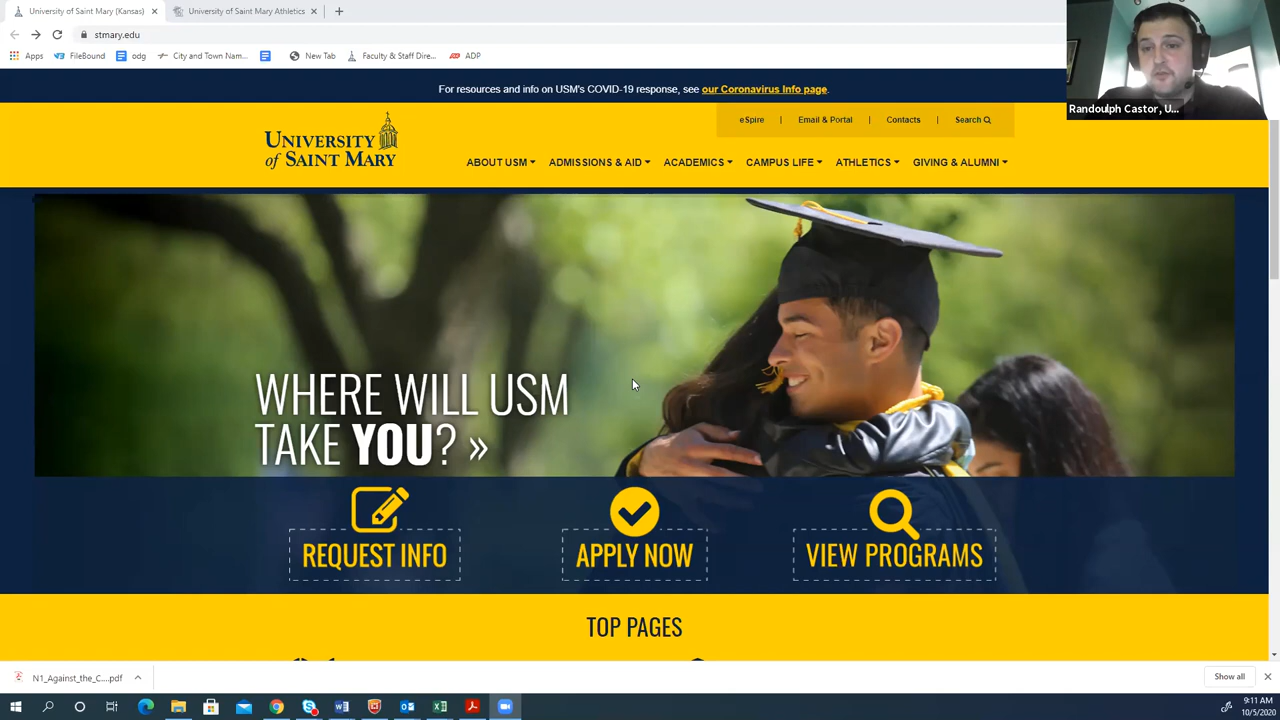 University of Saint Mary (Kansas)
University of Saint Mary Athletics
stmary.edu
Apps
FileBound
odg
City and Town Nam...
New Tab
Faculty & Staff Dire...
ADP
Randoulph Castor, U...
For resources and info on USM's COVID-19 response, see our Coronavirus Info page.
eSpire | Email & Portal | Contacts | Search
UNIVERSITY
of SAINT MARY
ABOUT USM
ADMISSIONS & AID
ACADEMICS
CAMPUS LIFE
ATHLETICS
GIVING & ALUMNI
WHERE WILL USM
TAKE YOU? »
REQUEST INFO
APPLY NOW
VIEW PROGRAMS
TOP PAGES
N1_Against_the_C....pdf
Show all
9:11 AM
10/5/2020